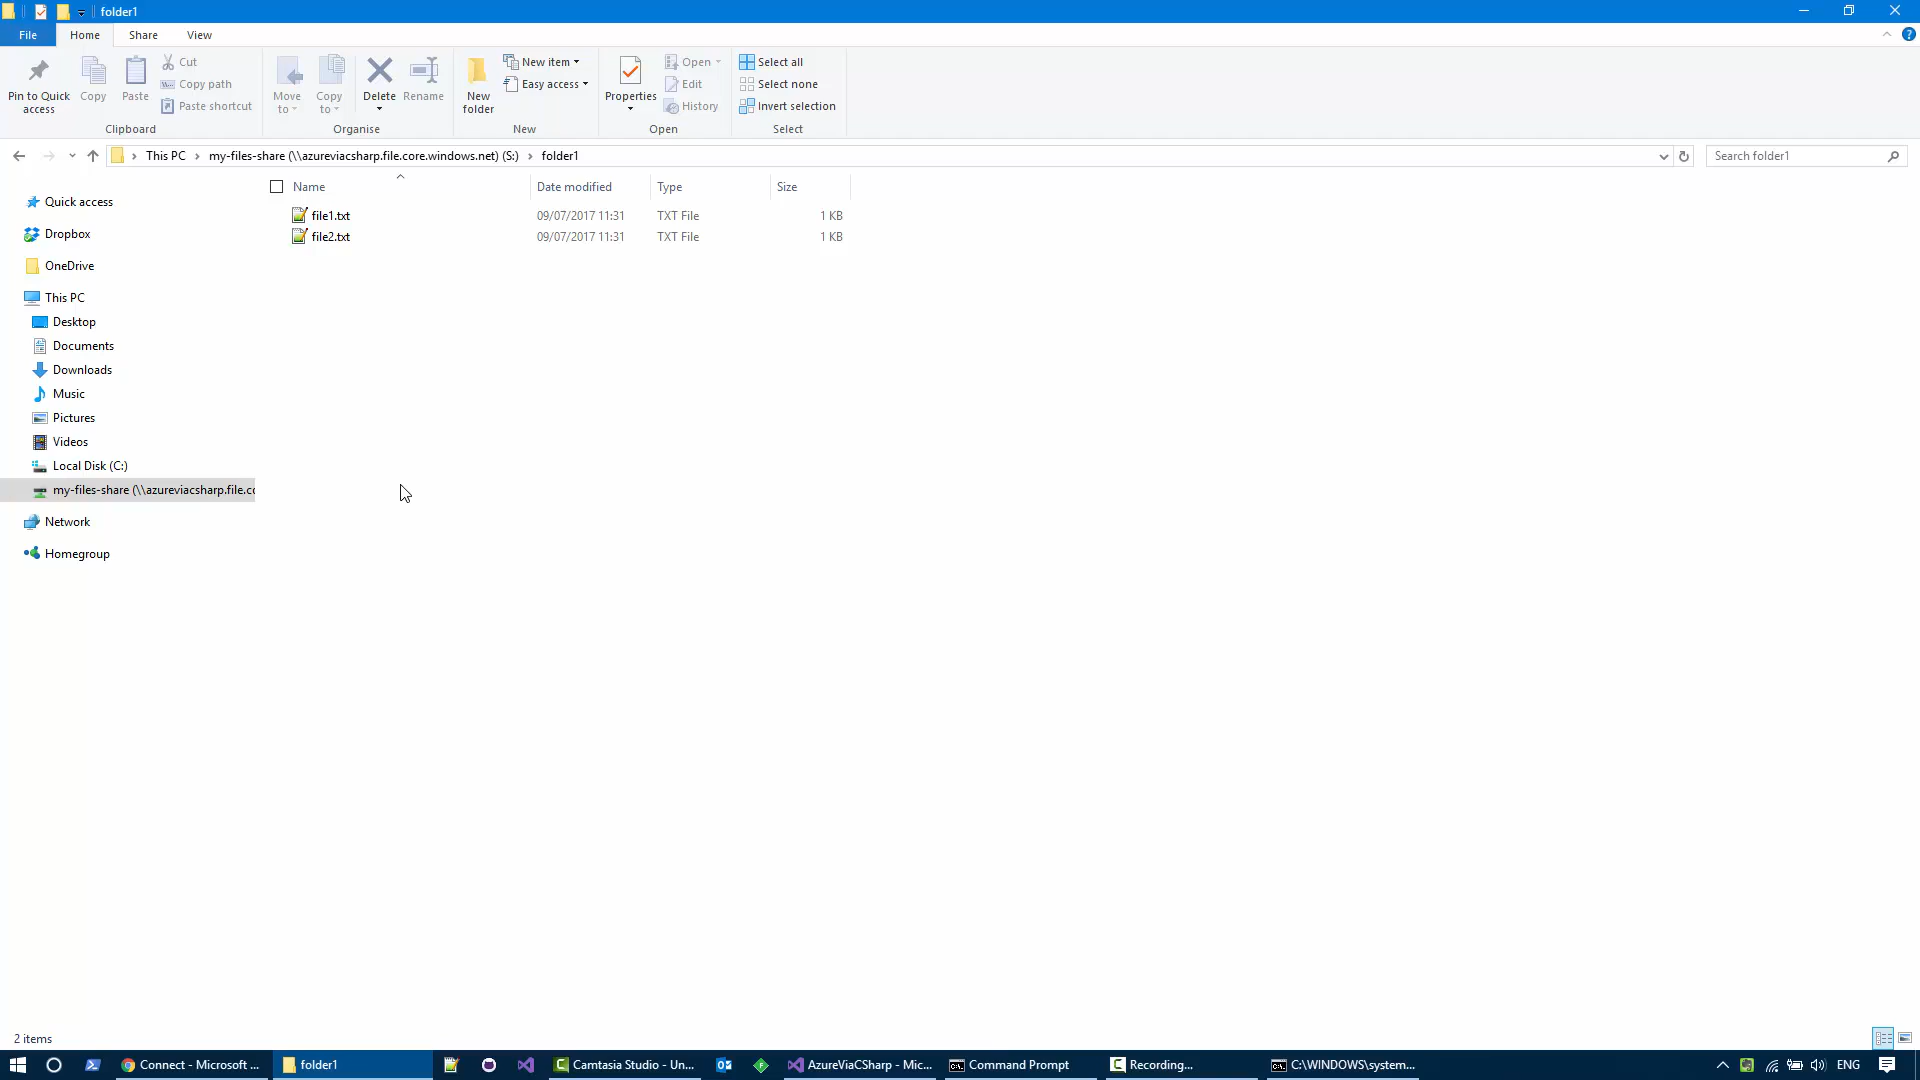 folder1
File Home Share View
Pin to Quick access
Copy
Paste
Cut
Copy path
Paste shortcut
Clipboard
Move to
Copy to
Delete
Rename
Organise
New folder
New item
Easy access
New
Properties
Open
Edit
History
Open
Select all
Select none
Invert selection
Select
This PC my-files-share (\\azureviacsharp.file.core.windows.net) (S:) folder1
Search folder1
Quick access
Dropbox
OneDrive
This PC
Desktop
Documents
Downloads
Music
Pictures
Videos
Local Disk (C:)
my-files-share (\\azureviacsharp.file.co
Network
Homegroup
Name Date modified Type Size
file1.txt 09/07/2017 11:31 TXT File 1 KB
file2.txt 09/07/2017 11:31 TXT File 1 KB
2 items
Connect - Microsoft ... folder1 Camtasia Studio - Un... AzureViaCSharp - Mic... Command Prompt Recording... C:\WINDOWS\system... ENG